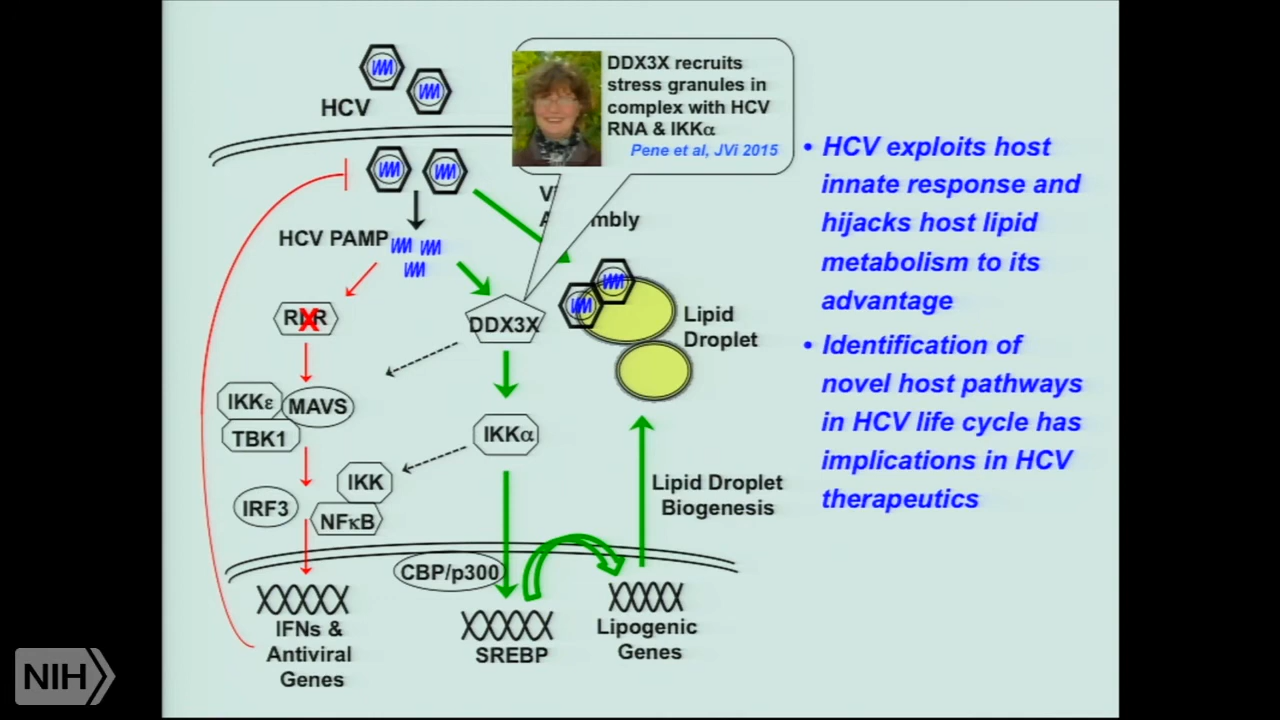 HCV
DDX3X recruits
stress granules in
complex with HCV
RNA & IKKα
Pene et al, JVi 2015
HCV PAMP
mbly
RLR
X
DDX3X
Lipid
Droplet
IKKε
MAVS
TBK1
IKKα
IKK
IRF3
NFκB
Lipid Droplet
Biogenesis
CBP/p300
IFNs &
Antiviral
Genes
SREBP
Lipogenic
Genes
• HCV exploits host
innate response and
hijacks host lipid
metabolism to its
advantage
• Identification of
novel host pathways
in HCV life cycle has
implications in HCV
therapeutics
NIH